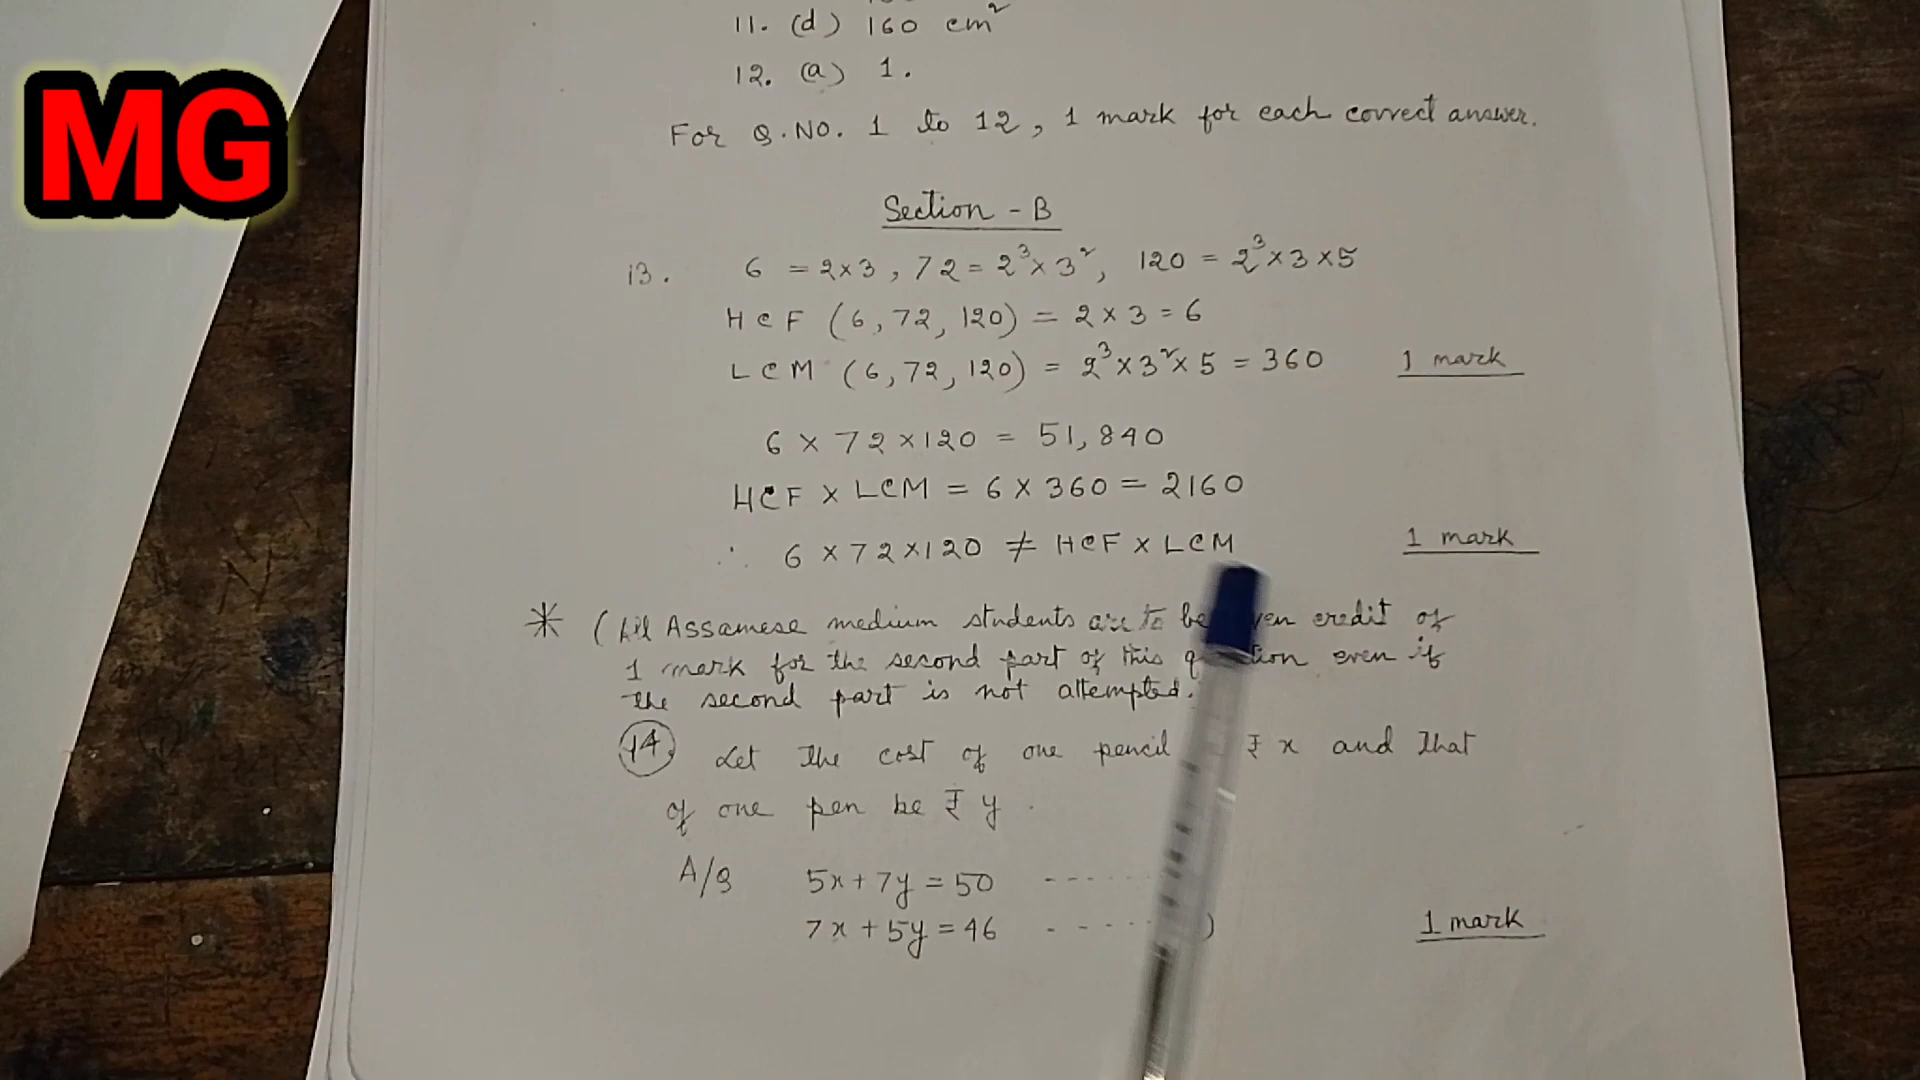 MG
11. (d) 160 cm²
12. (a) 1.
For Q.NO. 1 to 12, 1 mark for each correct answer.
Section - B
13. 6 = 2×3, 72 = 2³×3², 120 = 2³×3×5
HCF (6, 72, 120) = 2×3 = 6
LCM (6, 72, 120) = 2³×3²×5 = 360 1 mark
6 × 72 × 120 = 51,840
HCF × LCM = 6 × 360 = 2160
∴ 6 × 72 × 120 ≠ HCF × LCM 1 mark
* (All Assamese medium students are to be credit of
1 mark for the second part of this even if
the second part is not attempted.
14. Let the cost of one pencil ₹ x and that
of one pen be ₹ y.
A/Q 5x + 7y = 50 -----
7x + 5y = 46 ----- ) 1 mark